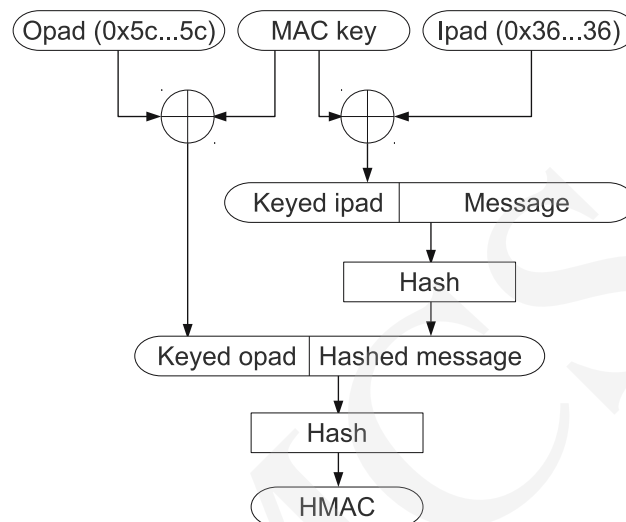 Opad (0x5c...5c)
MAC key
Ipad (0x36...36)
Keyed ipad
Message
Hash
Keyed opad
Hashed message
Hash
HMAC